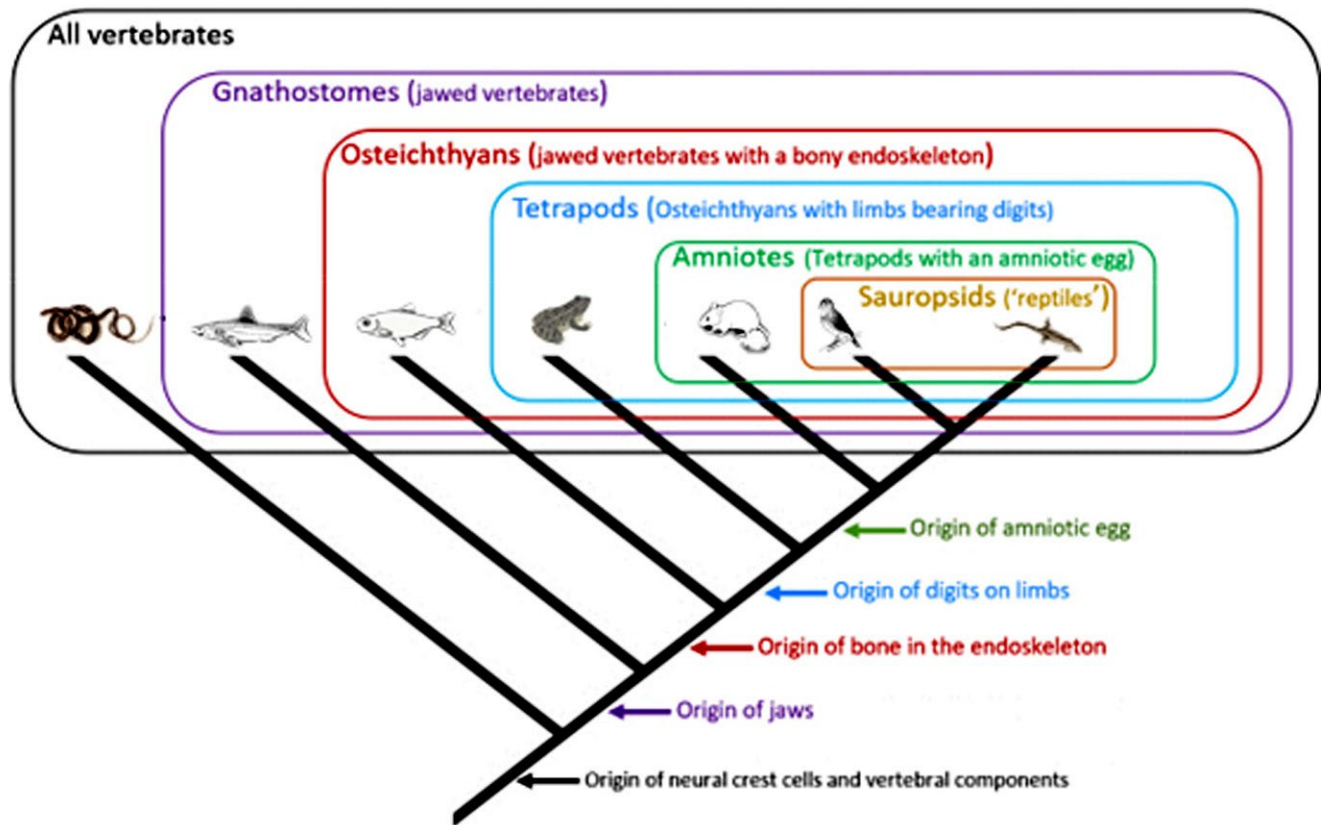 All vertebrates
Gnathostomes (jawed vertebrates)
Osteichthyans (jawed vertebrates with a bony endoskeleton)
Tetrapods (Osteichthyans with limbs bearing digits)
Amniotes (Tetrapods with an amniotic egg)
Sauropsids (‘reptiles’)
Origin of amniotic egg
Origin of digits on limbs
Origin of bone in the endoskeleton
Origin of jaws
Origin of neural crest cells and vertebral components